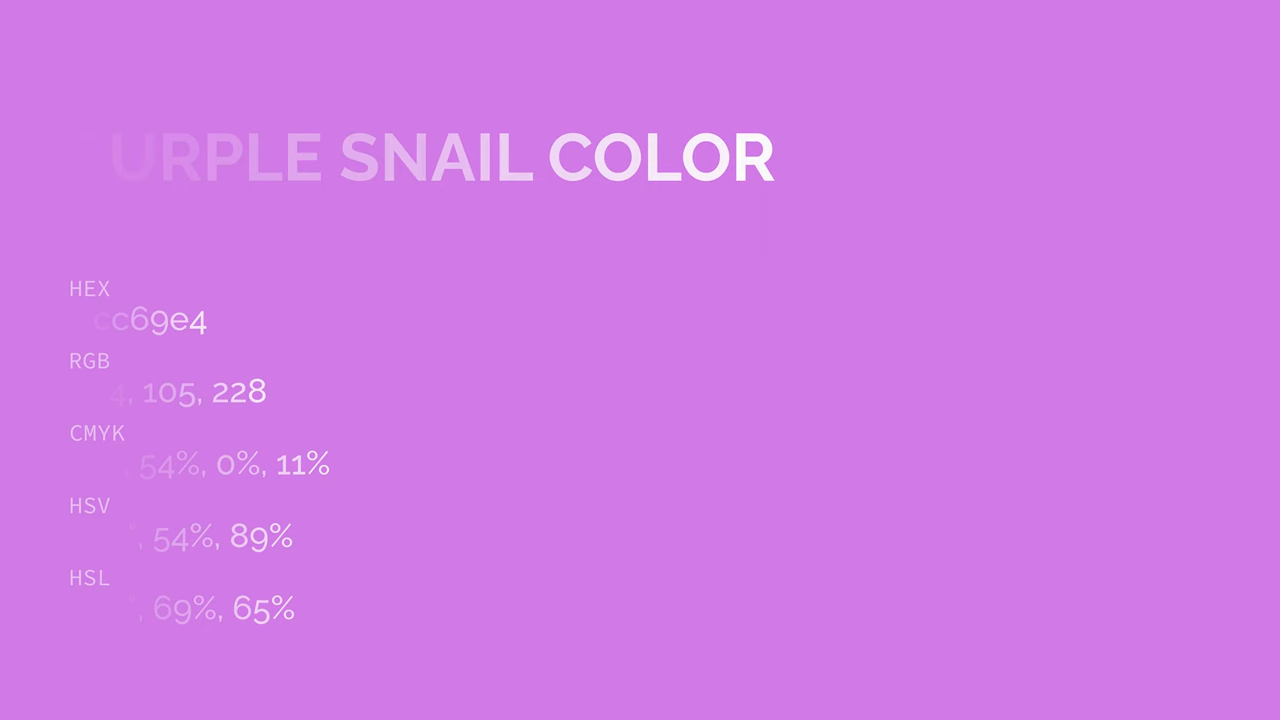 URPLE SNAIL COLOR
HEX
cc69e4
RGB
4, 105, 228
CMYK
, 54%, 0%, 11%
HSV
°, 54%, 89%
HSL
°, 69%, 65%